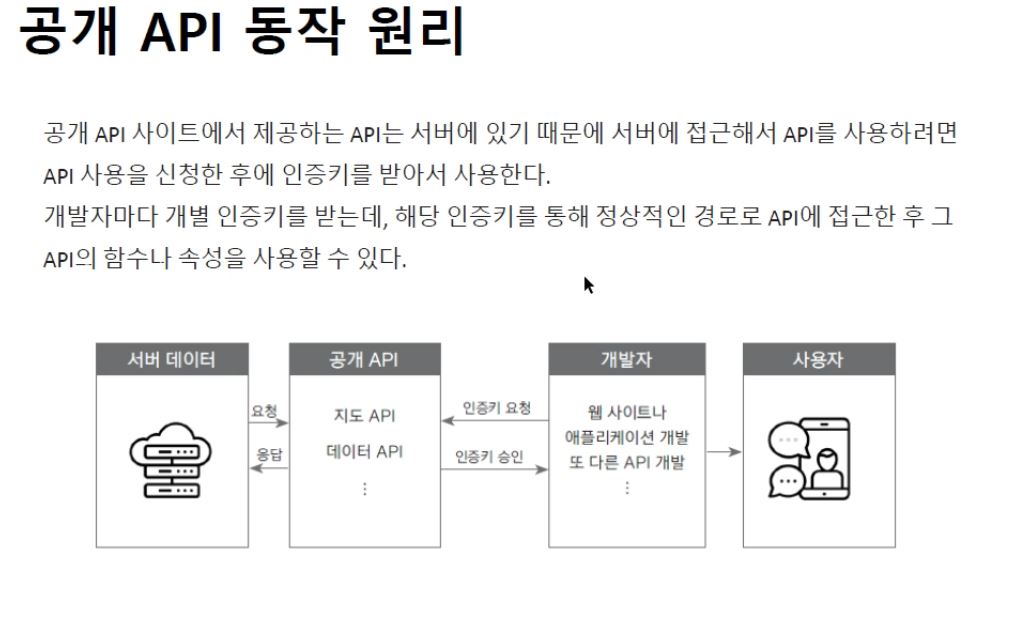 공개 API 동작 원리
공개 API 사이트에서 제공하는 API는 서버에 있기 때문에 서버에 접근해서 API를 사용하려면
API 사용을 신청한 후에 인증키를 받아서 사용한다.
개발자마다 개별 인증키를 받는데, 해당 인증키를 통해 정상적인 경로로 API에 접근한 후 그
API의 함수나 속성을 사용할 수 있다.
서버 데이터
요청
응답
공개 API
지도 API
데이터 API
⋮
인증키 요청
인증키 승인
개발자
웹 사이트나
애플리케이션 개발
또 다른 API 개발
⋮
사용자